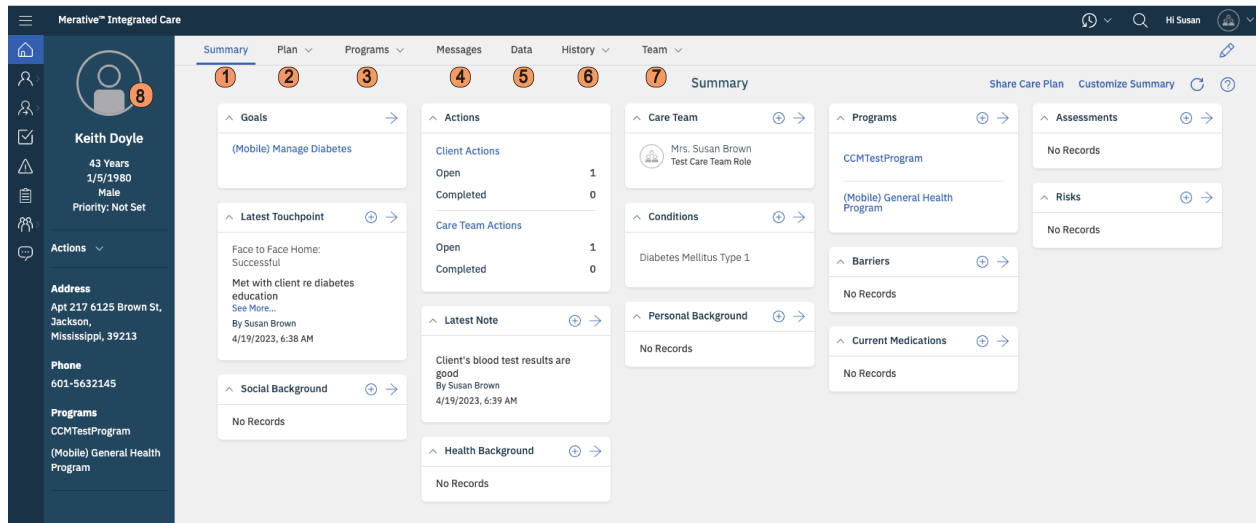 Merative™ Integrated Care
Hi Susan
Summary
Plan
Programs
Messages
Data
History
Team
1
2
3
4
5
6
7
8
Keith Doyle
43 Years
1/5/1980
Male
Priority: Not Set
Actions
Address
Apt 217 6125 Brown St,
Jackson,
Mississippi, 39213
Phone
601-5632145
Programs
CCMTestProgram
(Mobile) General Health
Program
Summary
Share Care Plan
Customize Summary
Goals
(Mobile) Manage Diabetes
Latest Touchpoint
Face to Face Home:
Successful
Met with client re diabetes
education
See More...
By Susan Brown
4/19/2023, 6:38 AM
Social Background
No Records
Actions
Client Actions
Open 1
Completed 0
Care Team Actions
Open 1
Completed 0
Latest Note
Client's blood test results are
good
By Susan Brown
4/19/2023, 6:39 AM
Health Background
No Records
Care Team
Mrs. Susan Brown
Test Care Team Role
Conditions
Diabetes Mellitus Type 1
Personal Background
No Records
Programs
CCMTestProgram
(Mobile) General Health
Program
Barriers
No Records
Current Medications
No Records
Assessments
No Records
Risks
No Records